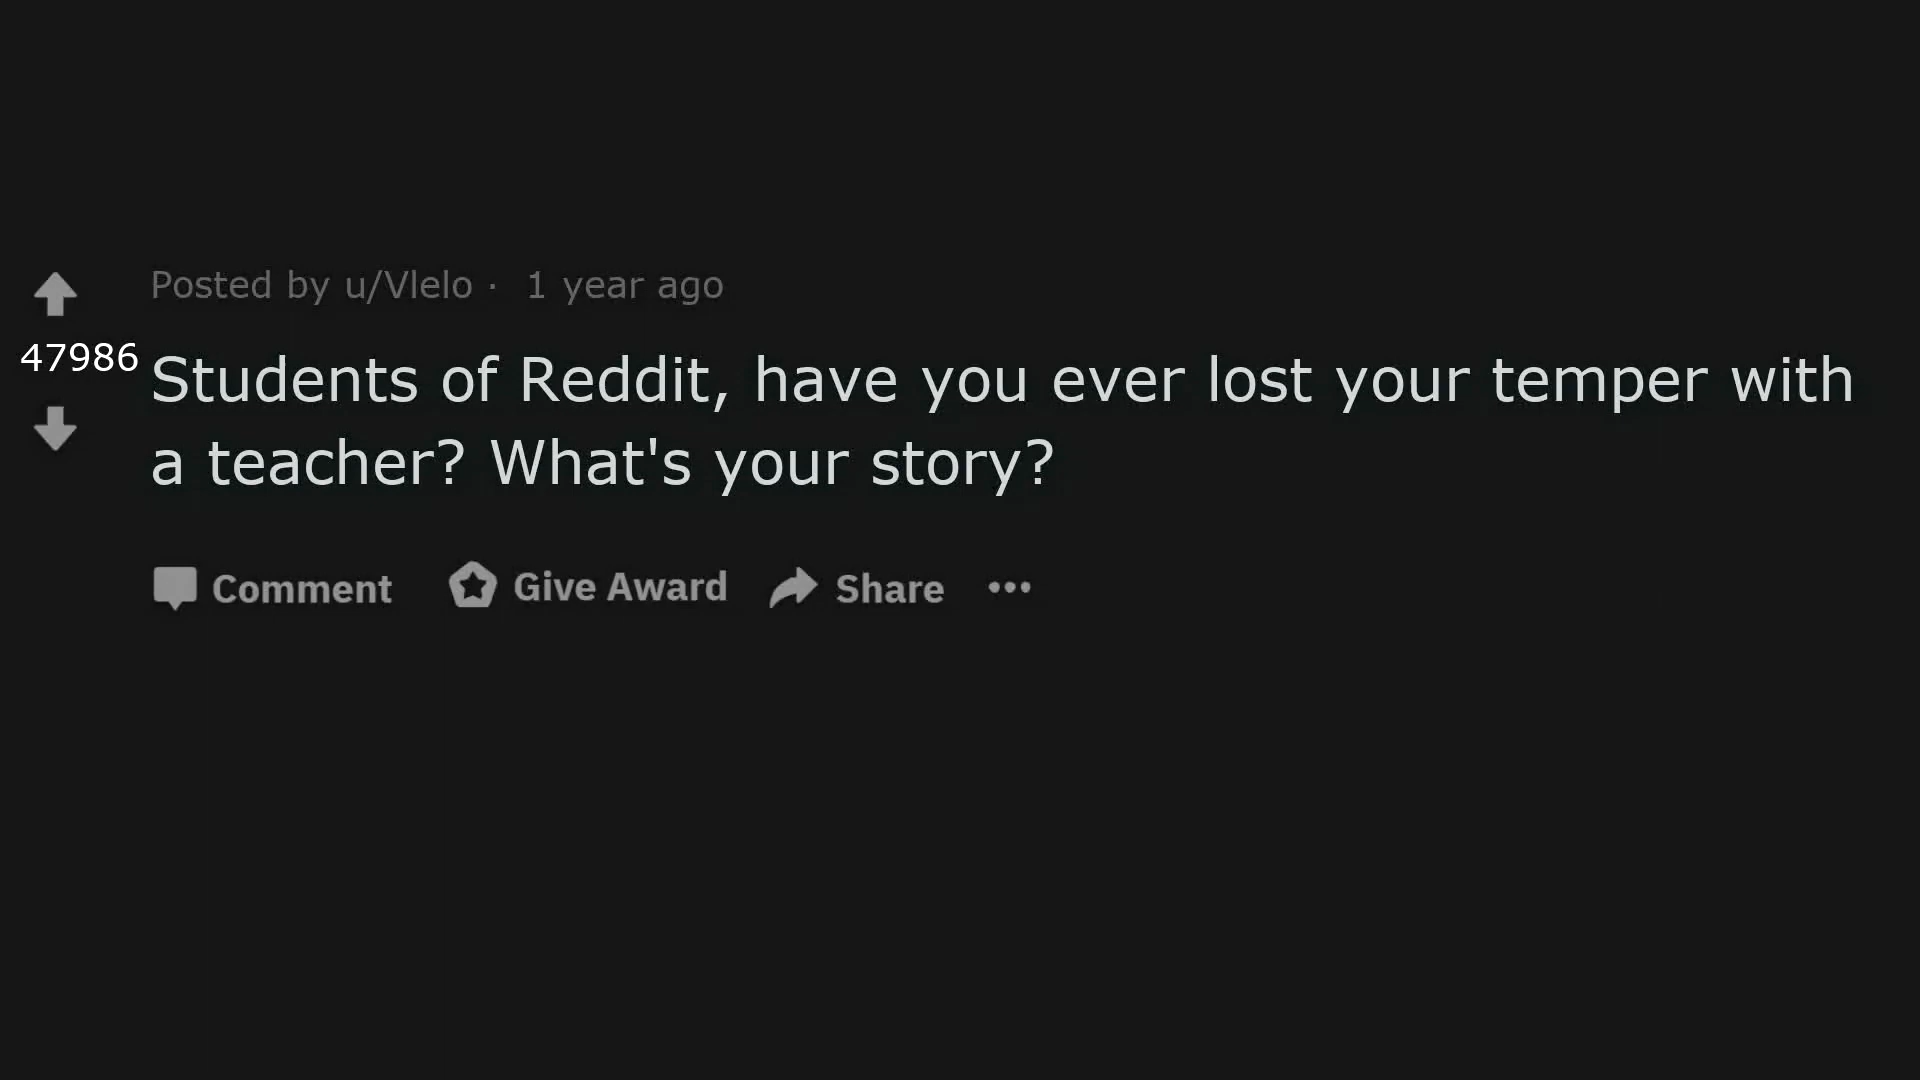 Posted by u/Vlelo · 1 year ago
47986
Students of Reddit, have you ever lost your temper with
a teacher? What's your story?
Comment Give Award Share •••